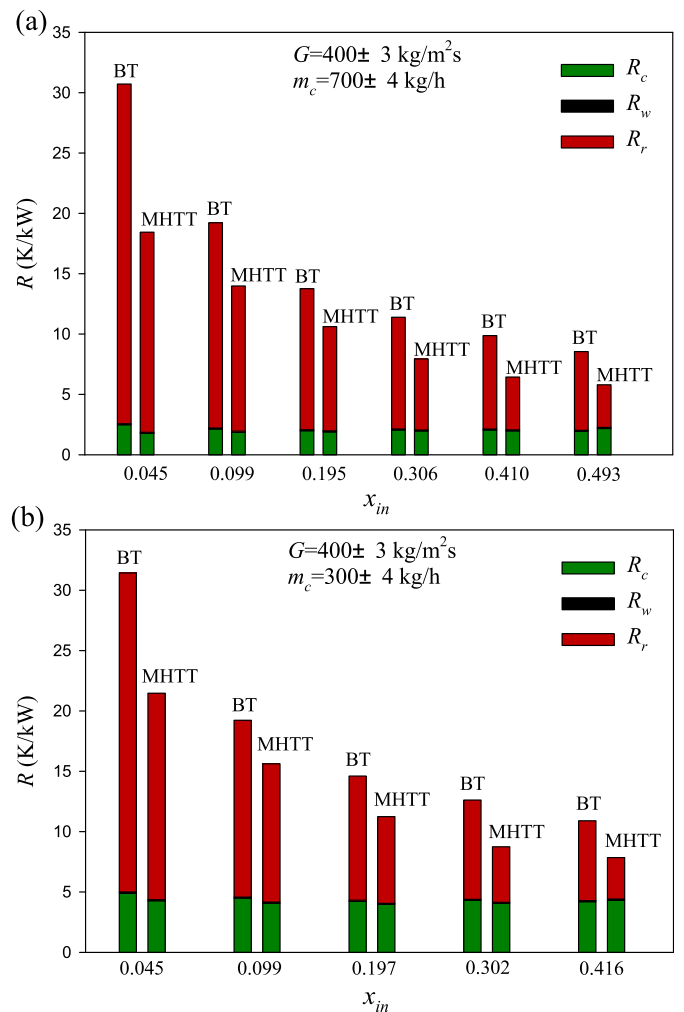 (a)
35
30
25
20
15
10
5
0
R (K/kW)
G=400± 3 kg/m²s
m_c=700± 4 kg/h
R_c
R_w
R_r
BT
MHTT
BT
MHTT
BT
MHTT
BT
MHTT
BT
MHTT
BT
MHTT
0.045 0.099 0.195 0.306 0.410 0.493
x_in
(b)
35
30
25
20
15
10
5
0
R (K/kW)
G=400± 3 kg/m²s
m_c=300± 4 kg/h
R_c
R_w
R_r
BT
MHTT
BT
MHTT
BT
MHTT
BT
MHTT
BT
MHTT
0.045 0.099 0.197 0.302 0.416
x_in